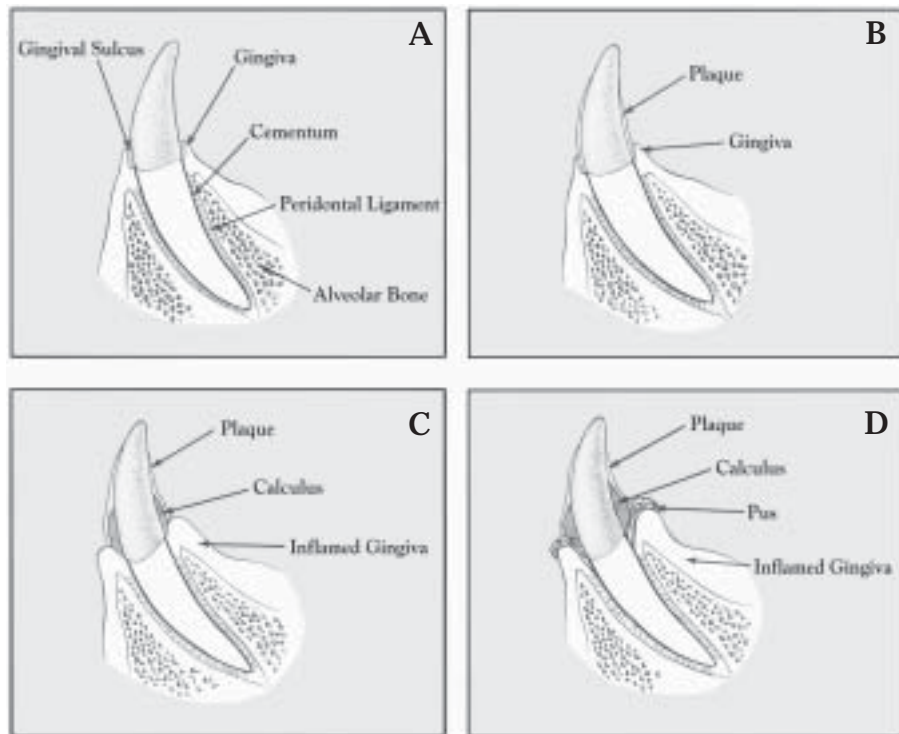 A
Gingival Sulcus
Gingiva
Cementum
Peridontal Ligament
Alveolar Bone
B
Plaque
Gingiva
C
Plaque
Calculus
Inflamed Gingiva
D
Plaque
Calculus
Pus
Inflamed Gingiva